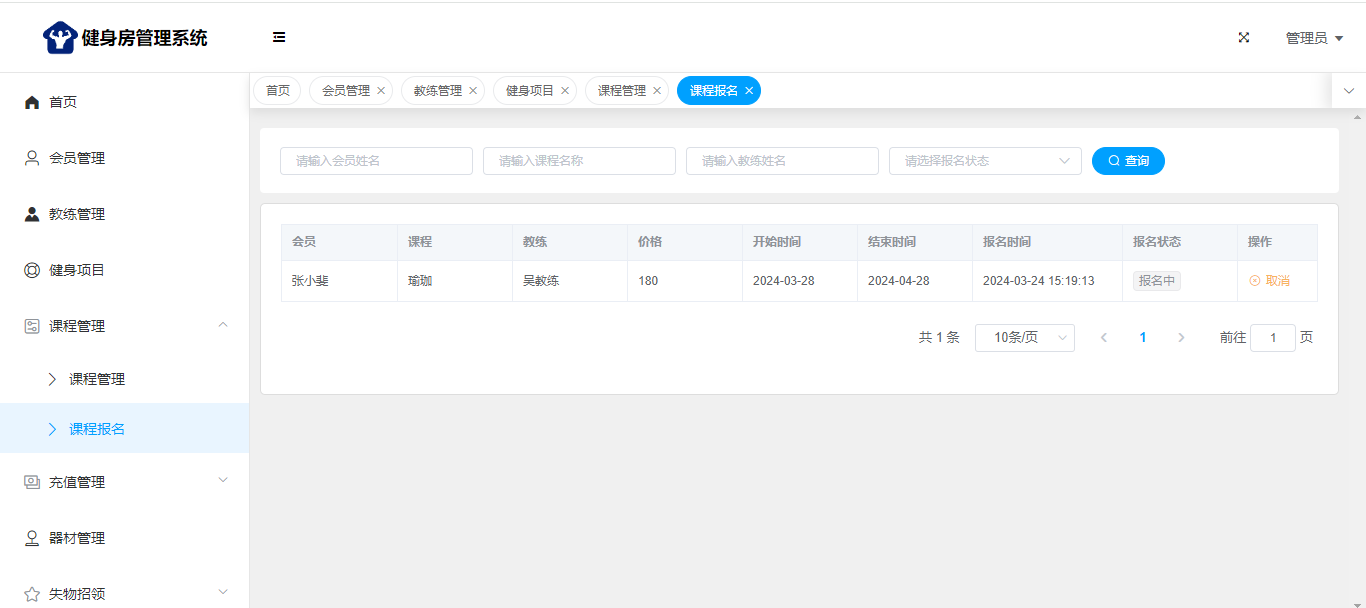 健身房管理系统
管理员
首页
会员管理
教练管理
健身项目
课程管理
课程管理
课程报名
充值管理
器材管理
失物招领
首页 会员管理 教练管理 健身项目 课程管理 课程报名
请输入会员姓名 请输入课程名称 请输入教练姓名 请选择报名状态 查询
会员 课程 教练 价格 开始时间 结束时间 报名时间 报名状态 操作
张小斐 瑜珈 吴教练 180 2024-03-28 2024-04-28 2024-03-24 15:19:13 报名中 取消
共 1 条 10条/页 1 前往 1 页